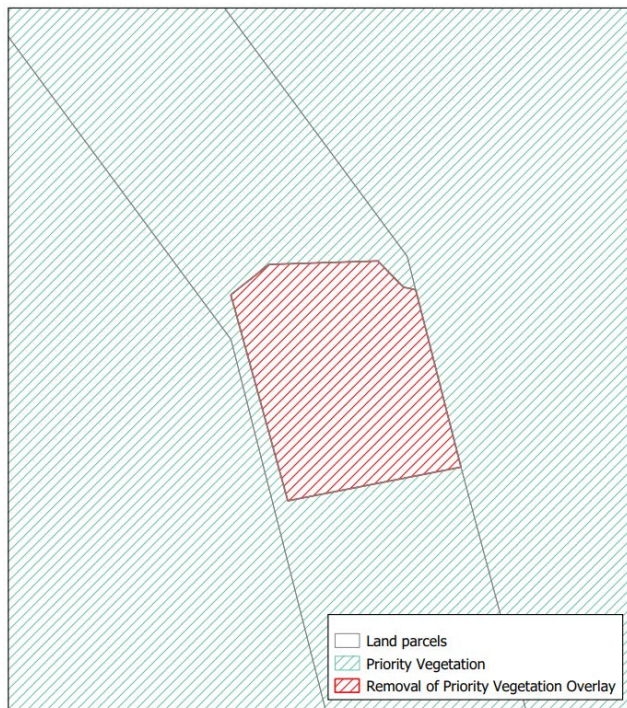 Land parcels
Priority Vegetation
Removal of Priority Vegetation Overlay